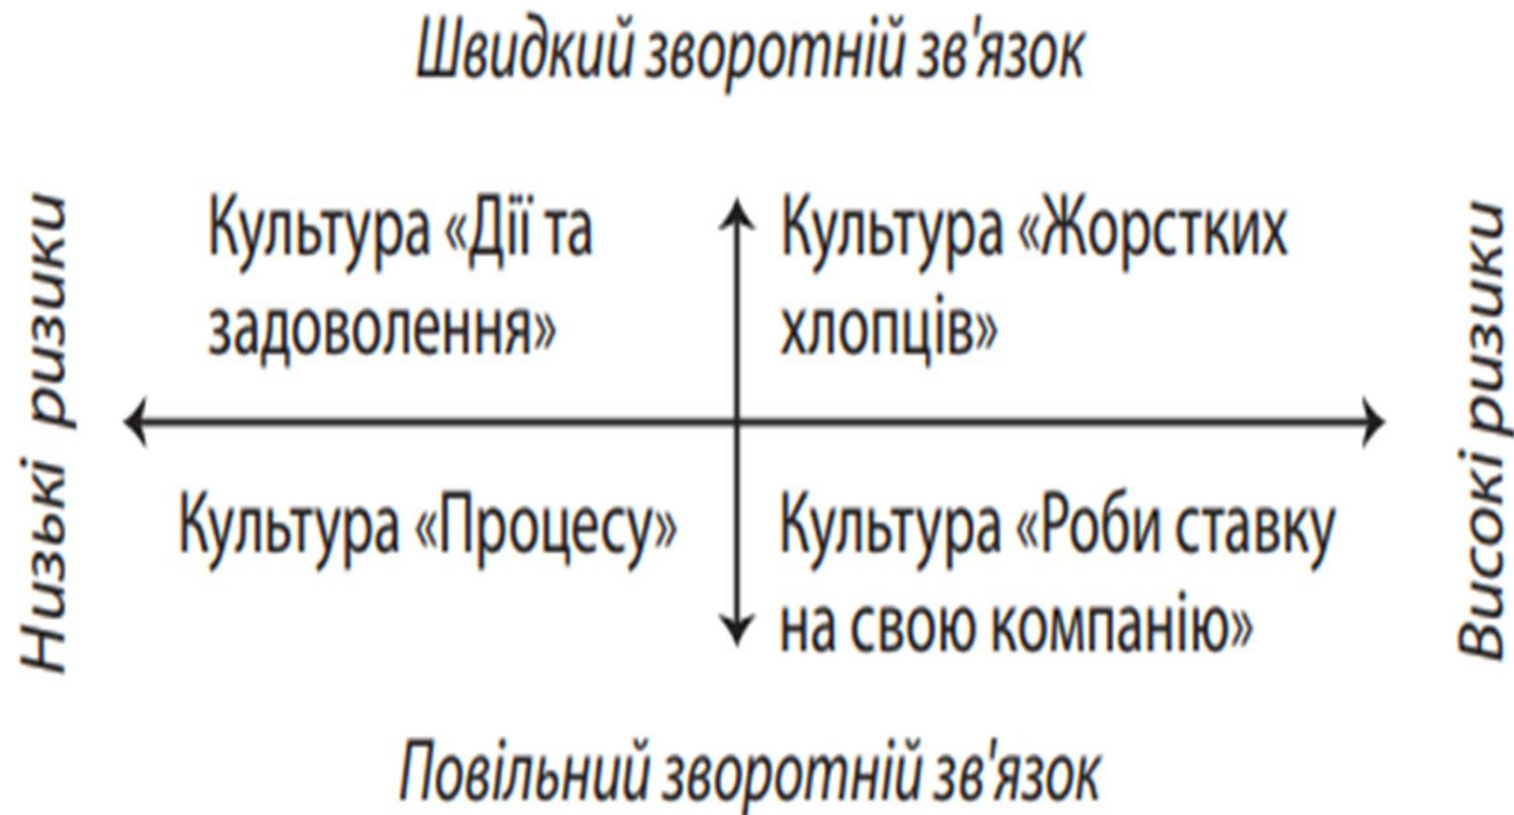 Швидкий зворотній зв'язок
Низькі ризики
Культура «Дії та
задоволення»
Культура «Жорстких
хлопців»
Високі ризики
Культура «Процесу»
Культура «Роби ставку
на свою компанію»
Повільний зворотній зв'язок